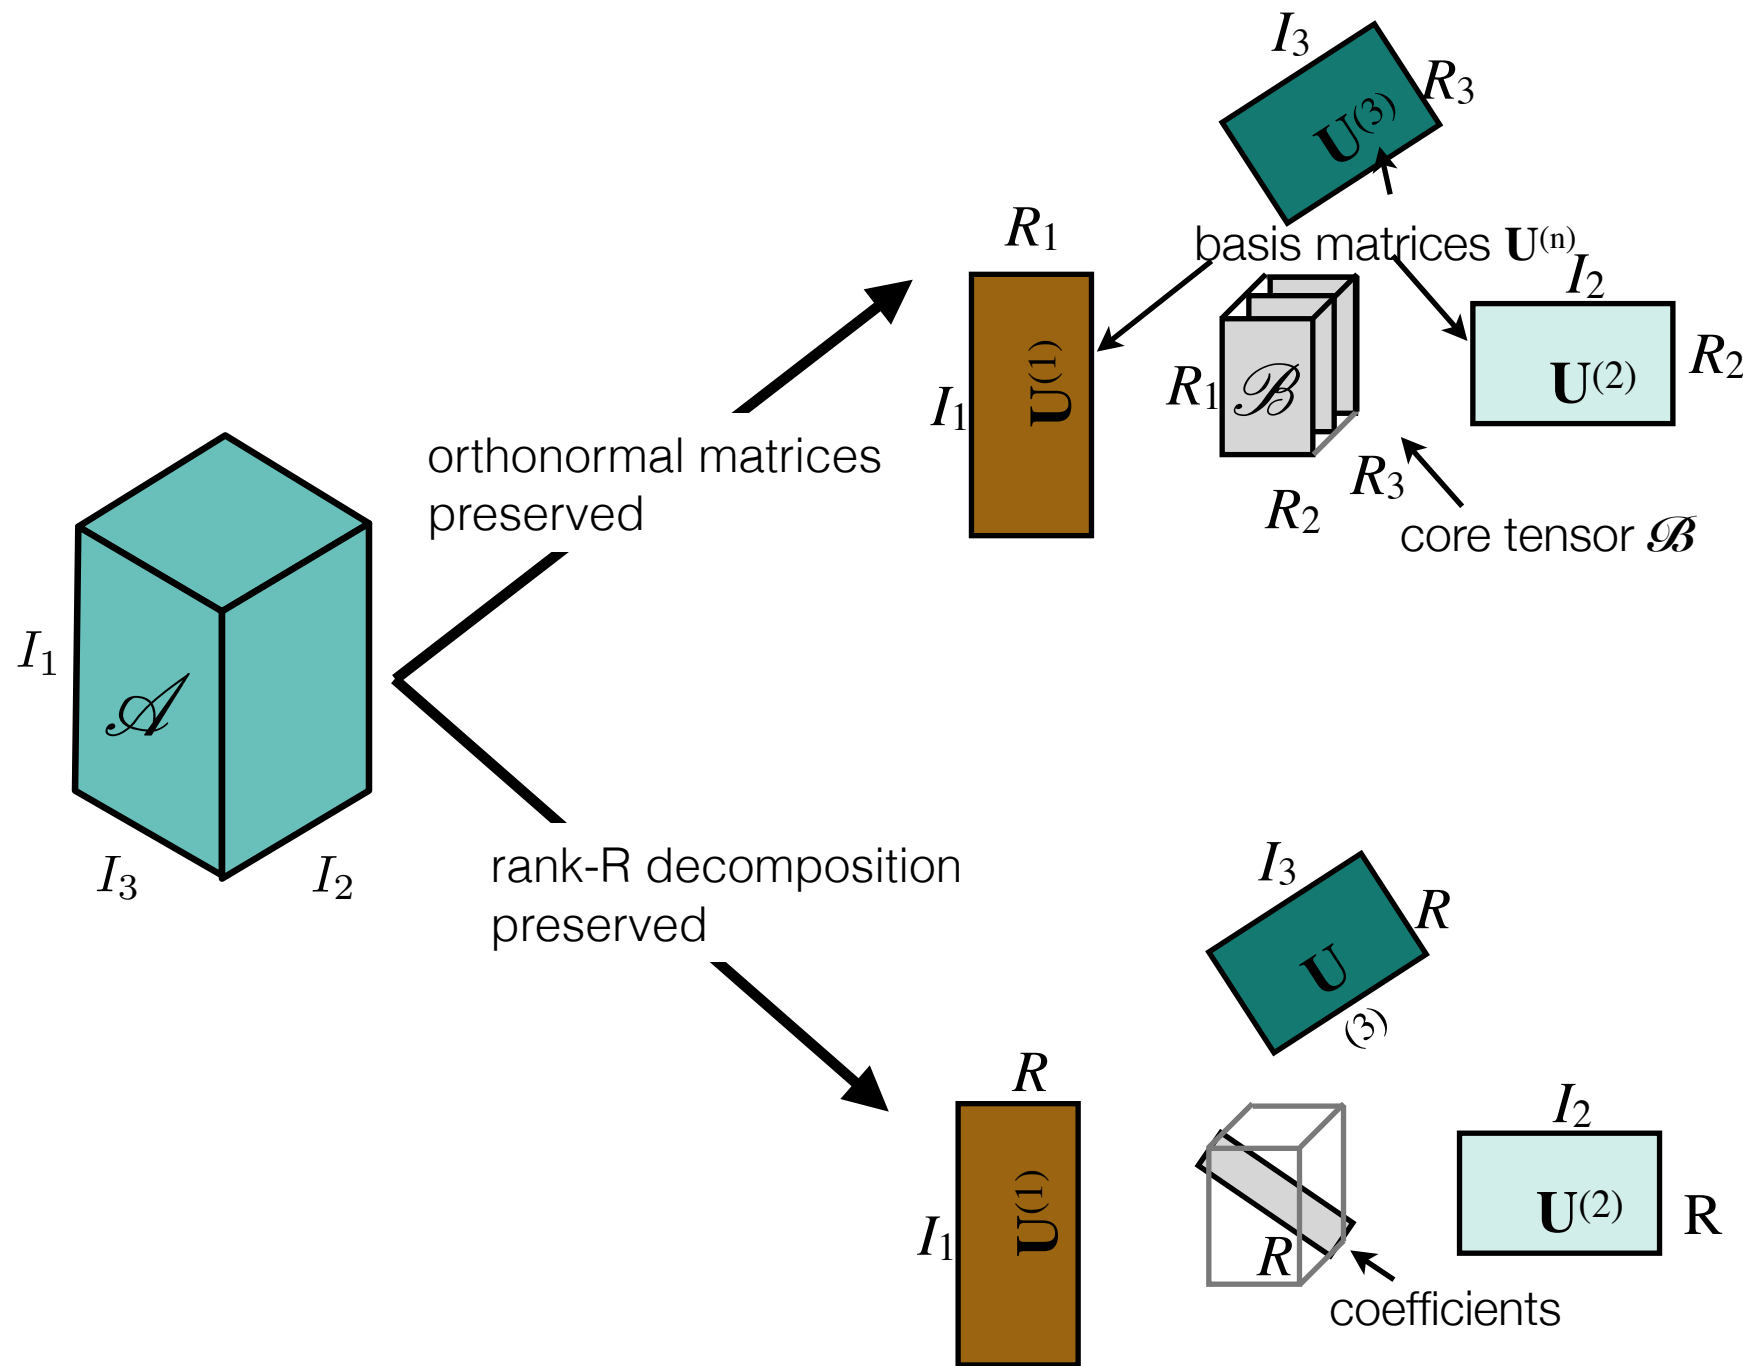 I₃
R₃
U⁽³⁾
R₁
basis matrices U⁽ⁿ⁾
I₂
I₁
U⁽¹⁾
R₁
ℬ
U⁽²⁾
R₂
R₃
R₂
core tensor ℬ
orthonormal matrices
preserved
I₁
𝒜
I₃
I₂
rank-R decomposition
preserved
I₃
R
U
(3)
R
I₂
I₁
U⁽¹⁾
R
U⁽²⁾
R
coefficients